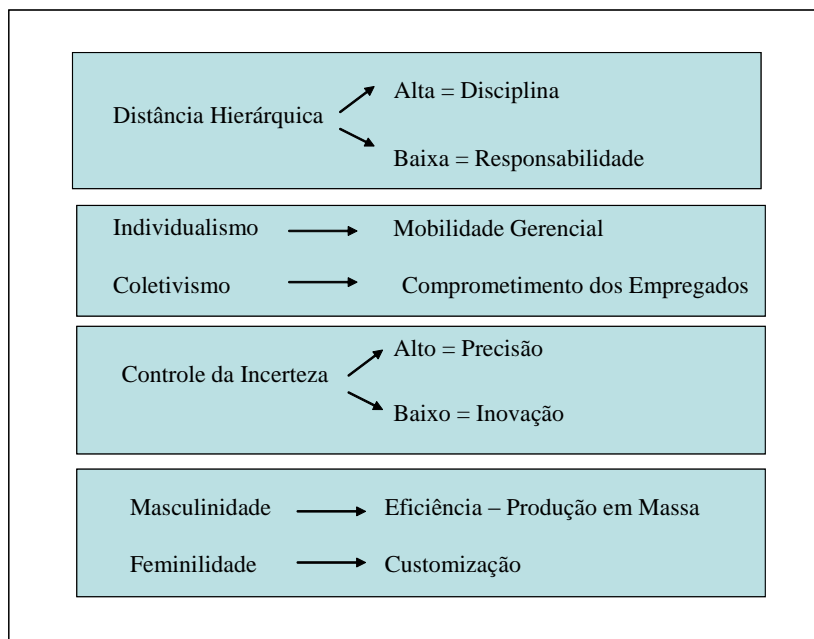 Distância Hierárquica
Alta = Disciplina
Baixa = Responsabilidade
Individualismo
Mobilidade Gerencial
Coletivismo
Comprometimento dos Empregados
Controle da Incerteza
Alto = Precisão
Baixo = Inovação
Masculinidade
Eficiência – Produção em Massa
Feminilidade
Customização